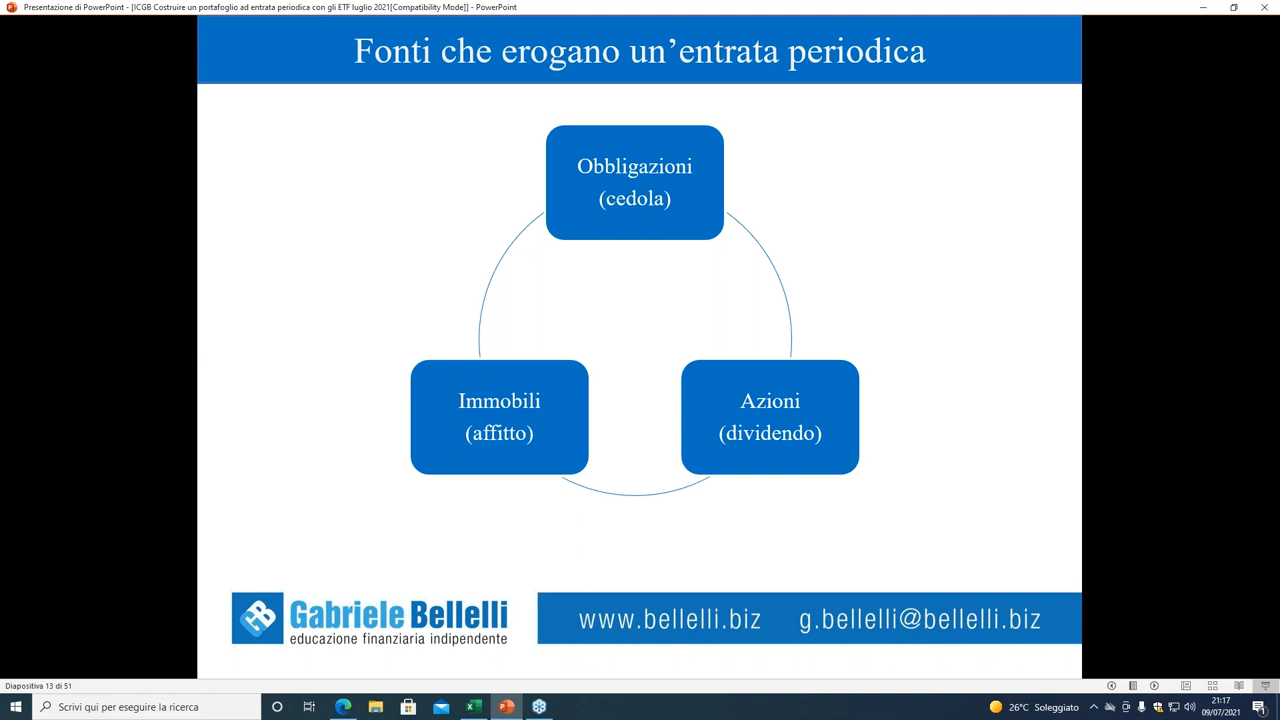 Presentazione di PowerPoint - [ICGB Costruire un portafoglio ad entrata periodica con gli ETF luglio 2021[Compatibility Mode]] - PowerPoint
Fonti che erogano un’entrata periodica
Obbligazioni
(cedola)
Immobili
(affitto)
Azioni
(dividendo)
Gabriele Bellelli
educazione finanziaria indipendente
www.bellelli.biz g.bellelli@bellelli.biz
Diapositiva 13 di 51
Scrivi qui per eseguire la ricerca
26°C Soleggiato
21:17
09/07/2021